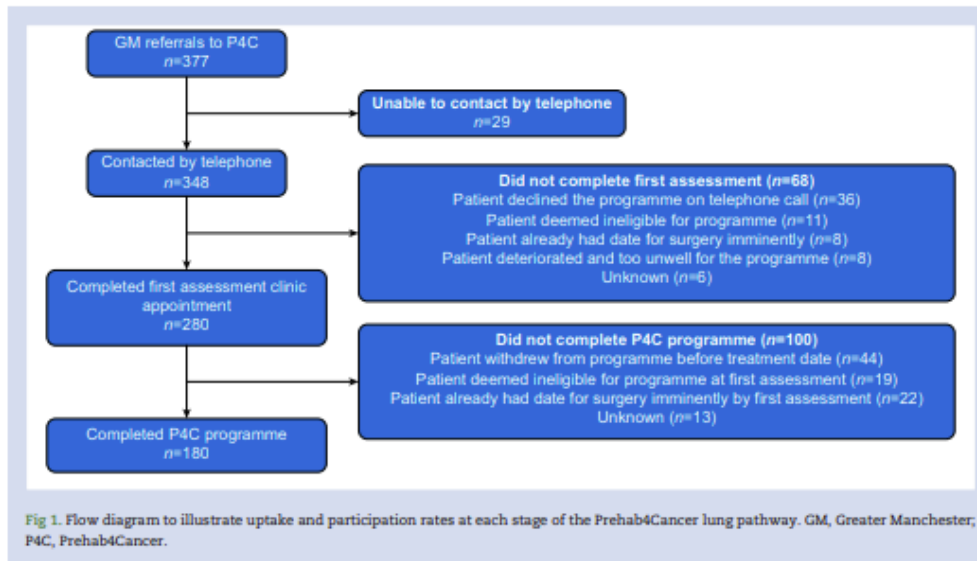 GM referrals to P4C
n=377
Unable to contact by telephone
n=29
Contacted by telephone
n=348
Did not complete first assessment (n=68)
Patient declined the programme on telephone call (n=36)
Patient deemed ineligible for programme (n=11)
Patient already had date for surgery imminently (n=8)
Patient deteriorated and too unwell for the programme (n=8)
Unknown (n=6)
Completed first assessment clinic
appointment
n=280
Did not complete P4C programme (n=100)
Patient withdrew from programme before treatment date (n=44)
Patient deemed ineligible for programme at first assessment (n=19)
Patient already had date for surgery imminently by first assessment (n=22)
Unknown (n=13)
Completed P4C programme
n=180
Fig 1. Flow diagram to illustrate uptake and participation rates at each stage of the Prehab4Cancer lung pathway. GM, Greater Manchester;
P4C, Prehab4Cancer.